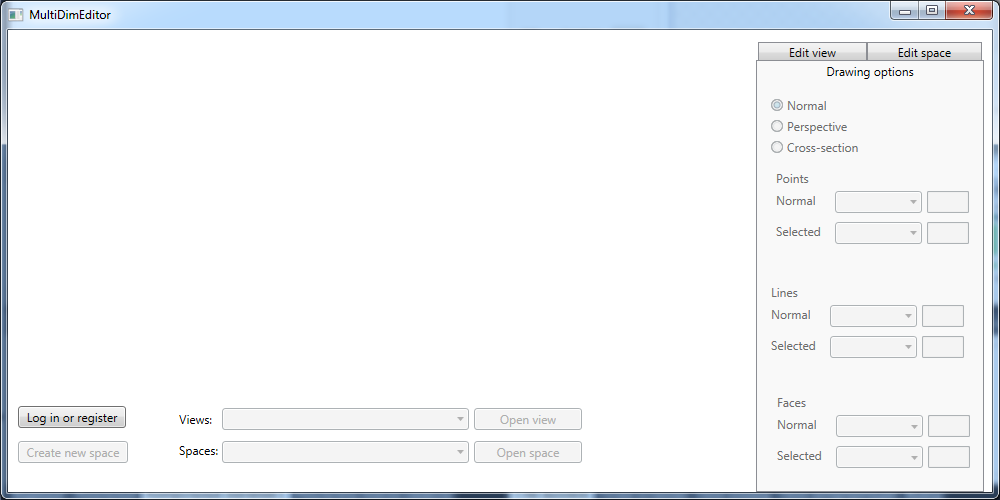 MultiDimEditor
Edit view Edit space
Drawing options
Normal
Perspective
Cross-section
Points
Normal
Selected
Lines
Normal
Selected
Faces
Normal
Selected
Log in or register Views: Open view
Create new space Spaces: Open space